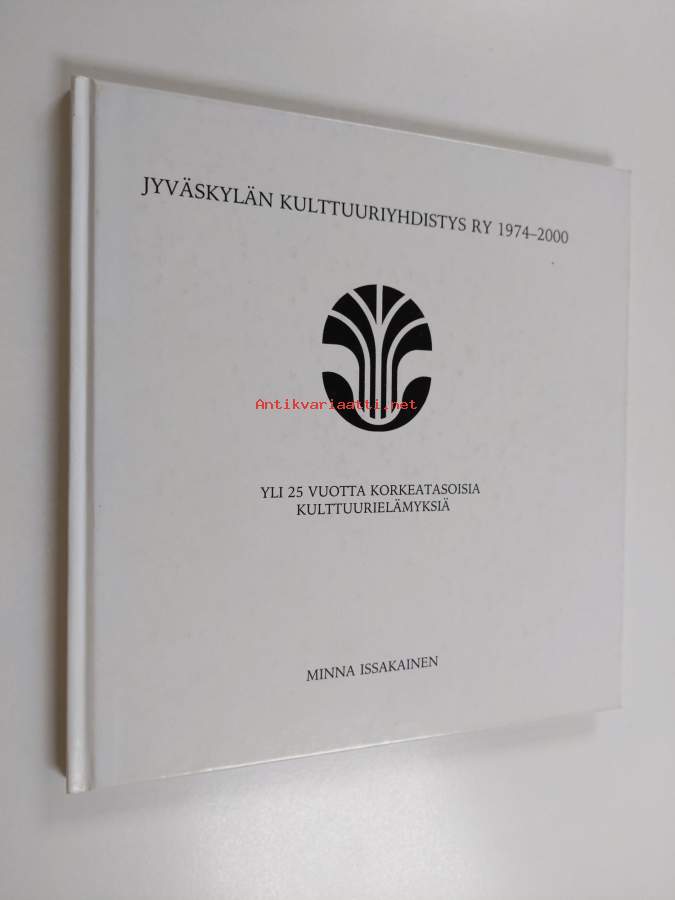 JYVÄSKYLÄN KULTTUURIYHDISTYS RY 1974–2000
Antikvariaatti.net
YLI 25 VUOTTA KORKEATASOISIA
KULTTUURIELÄMYKSIÄ
MINNA ISSAKAINEN